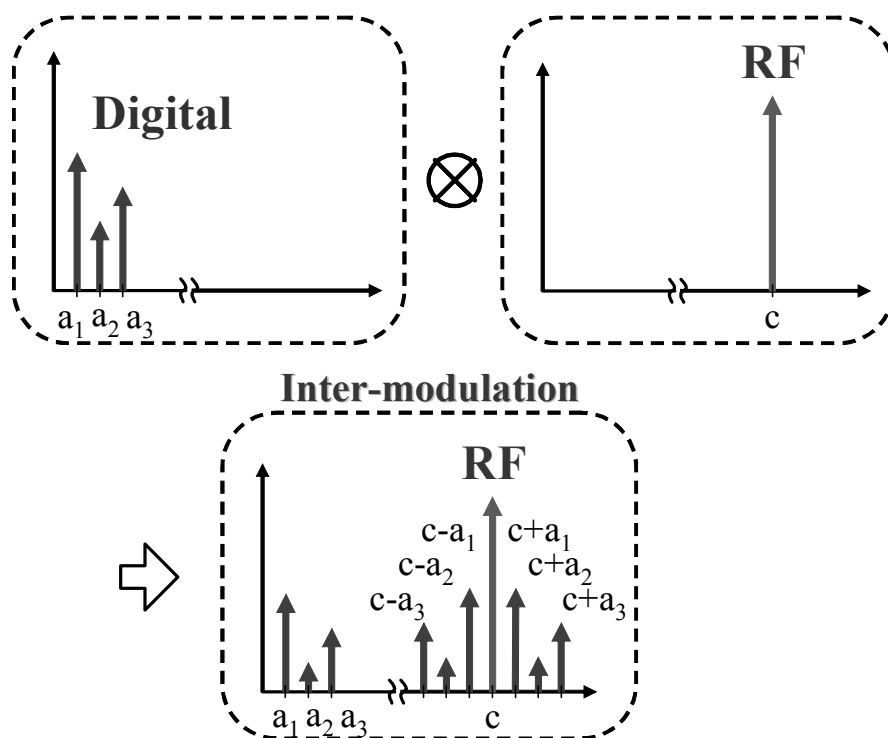 Digital
a₁ a₂ a₃
RF
c
Inter-modulation
RF
c-a₁ c+a₁
c-a₂ c+a₂
c-a₃ c+a₃
a₁ a₂ a₃ c